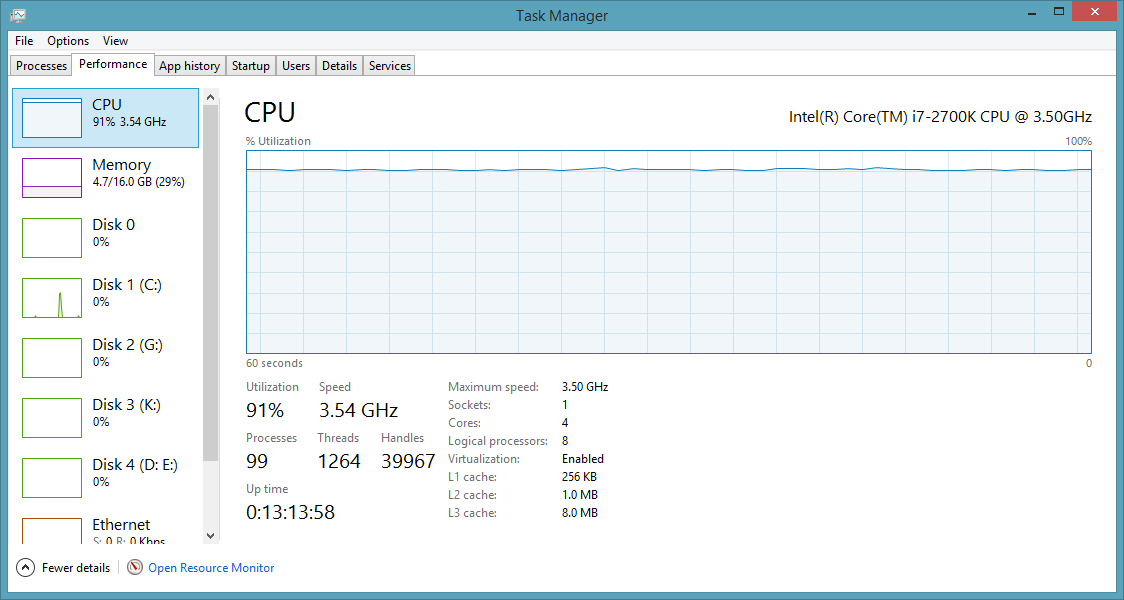 Task Manager
File Options View
Processes Performance App history Startup Users Details Services
CPU
91% 3.54 GHz
Memory
4.7/16.0 GB (29%)
Disk 0
0%
Disk 1 (C:)
0%
Disk 2 (G:)
0%
Disk 3 (K:)
0%
Disk 4 (D: E:)
0%
Ethernet
S: 0 R: 0 Kbps
CPU
Intel(R) Core(TM) i7-2700K CPU @ 3.50GHz
% Utilization 100%
60 seconds 0
Utilization Speed
91% 3.54 GHz
Processes Threads Handles
99 1264 39967
Up time
0:13:13:58
Maximum speed: 3.50 GHz
Sockets: 1
Cores: 4
Logical processors: 8
Virtualization: Enabled
L1 cache: 256 KB
L2 cache: 1.0 MB
L3 cache: 8.0 MB
Fewer details Open Resource Monitor